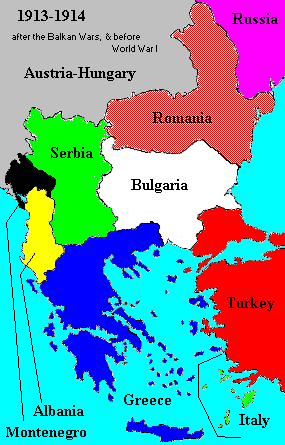 1913-1914
Russia
after the Balkan Wars, & before
World War I
Austria-Hungary
Romania
Serbia
Bulgaria
Turkey
Greece
Albania
Italy
Montenegro